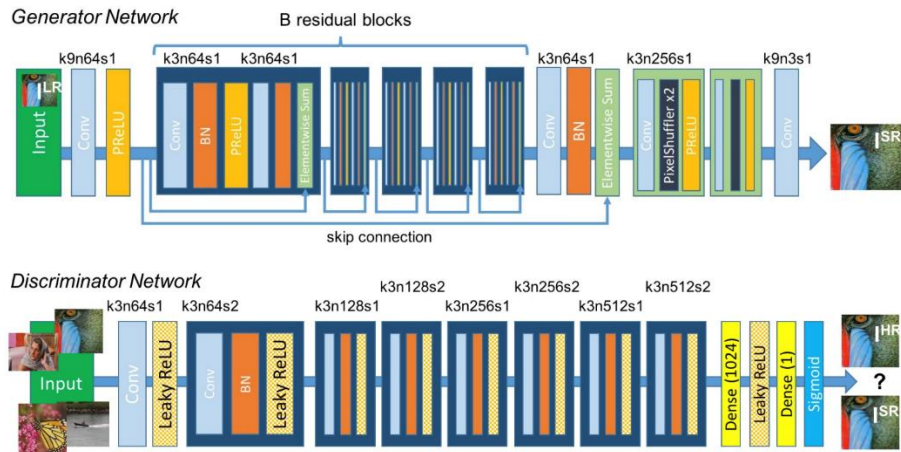 Generator Network
B residual blocks
k9n64s1
k3n64s1 k3n64s1
k3n64s1
k3n256s1
k9n3s1
I^LR
Input
Conv
PReLU
Conv
BN
PReLU
Elementwise Sum
Conv
BN
Elementwise Sum
Conv
PixelShuffler x2
PReLU
Conv
I^SR
skip connection
Discriminator Network
k3n64s1
k3n64s2
k3n128s1
k3n128s2
k3n256s1
k3n256s2
k3n512s1
k3n512s2
Input
Conv
Leaky ReLU
Conv
BN
Leaky ReLU
Dense (1024)
Leaky ReLU
Dense (1)
Sigmoid
I^HR
?
I^SR